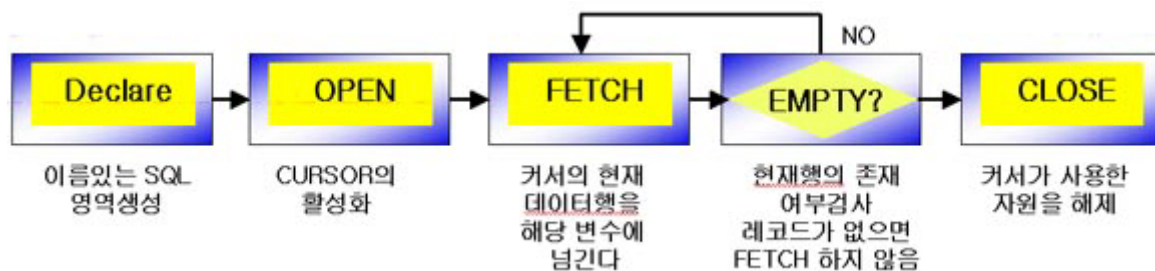 NO
Declare
OPEN
FETCH
EMPTY?
CLOSE
이름있는 SQL
영역생성
CURSOR의
활성화
커서의 현재
데이터행을
해당 변수에
넘긴다
현재행의 존재
여부검사
레코드가 없으면
FETCH 하지 않음
커서가 사용한
자원을 해제